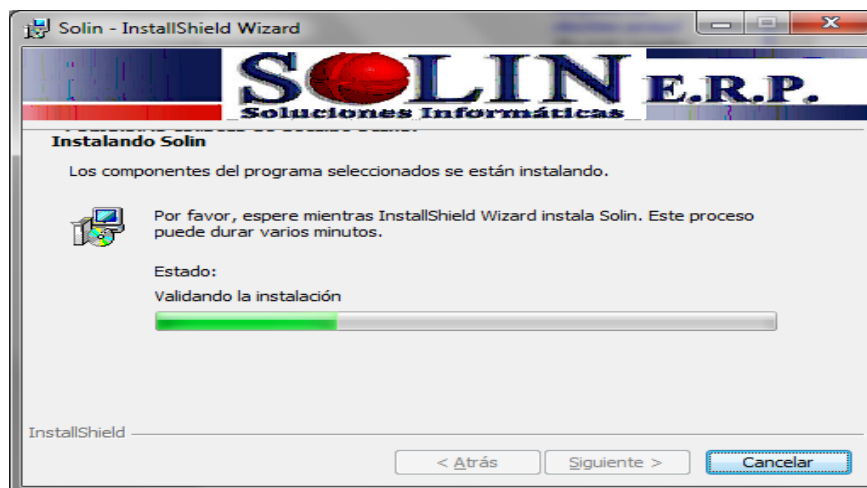 Solin - InstallShield Wizard
SOLIN E.R.P.
Soluciones Informáticas
Instalando Solin
Los componentes del programa seleccionados se están instalando.
Por favor, espere mientras InstallShield Wizard instala Solin. Este proceso
puede durar varios minutos.
Estado:
Validando la instalación
InstallShield
< Atrás
Siguiente >
Cancelar